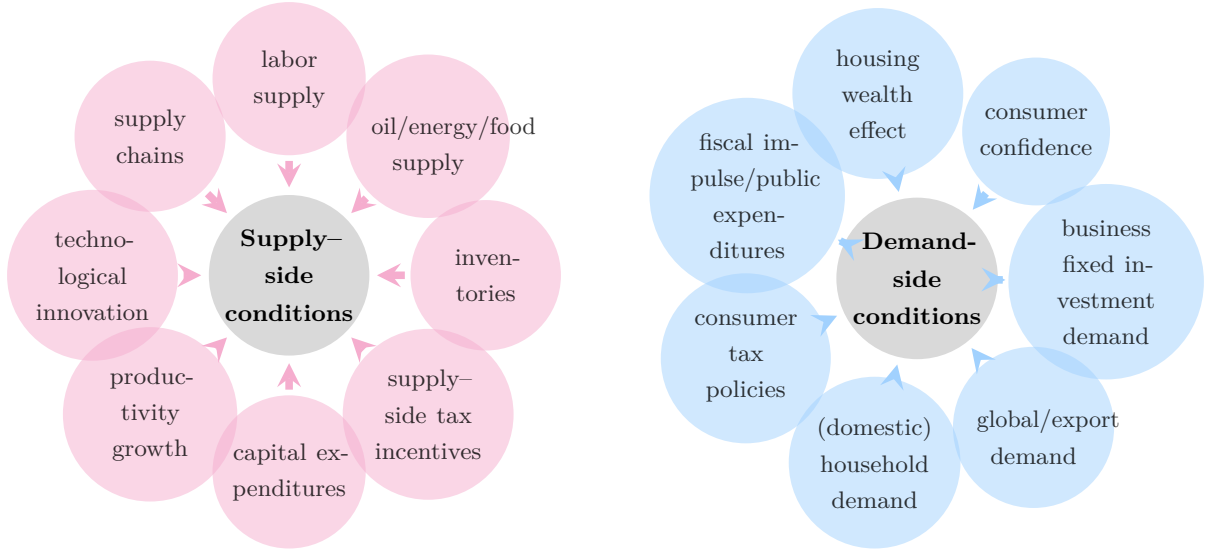 labor
supply
oil/energy/food
supply
inven-
tories
supply–
side tax
incentives
capital ex-
penditures
produc-
tivity
growth
techno-
logical
innovation
supply
chains
Supply–
side
conditions
housing
wealth
effect
consumer
confidence
business
fixed in-
vestment
demand
global/export
demand
(domestic)
household
demand
consumer
tax
policies
fiscal im-
pulse/public
expen-
ditures
Demand-
side
conditions